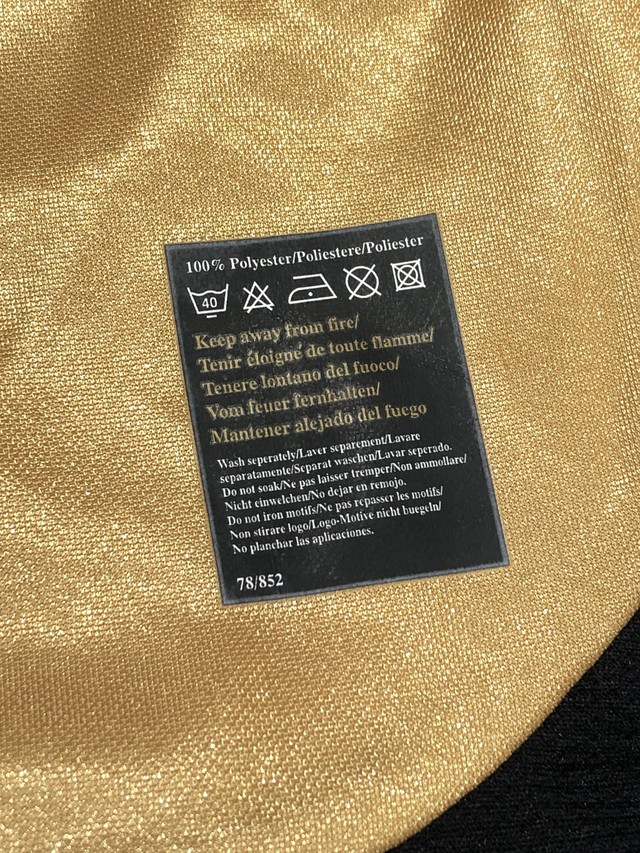 100% Polyester/Poliestere/Poliester
40
Keep away from fire/
Tenir éloigné de toute flamme/
Tenere lontano del fuoco/
Vom feuer fernhalten/
Mantener alejado del fuego
Wash seperately/Laver separement/Lavare
separatamente/Separat waschen/Lavar seperado.
Do not soak/Ne pas laisser tremper/Non ammollare/
Nicht einwelchen/No dejar en remojo.
Do not iron motifs/Ne pas repasser les motifs/
Non stirare logo/Logo-Motive nicht buegeln/
No planchar las aplicaciones.
78/852